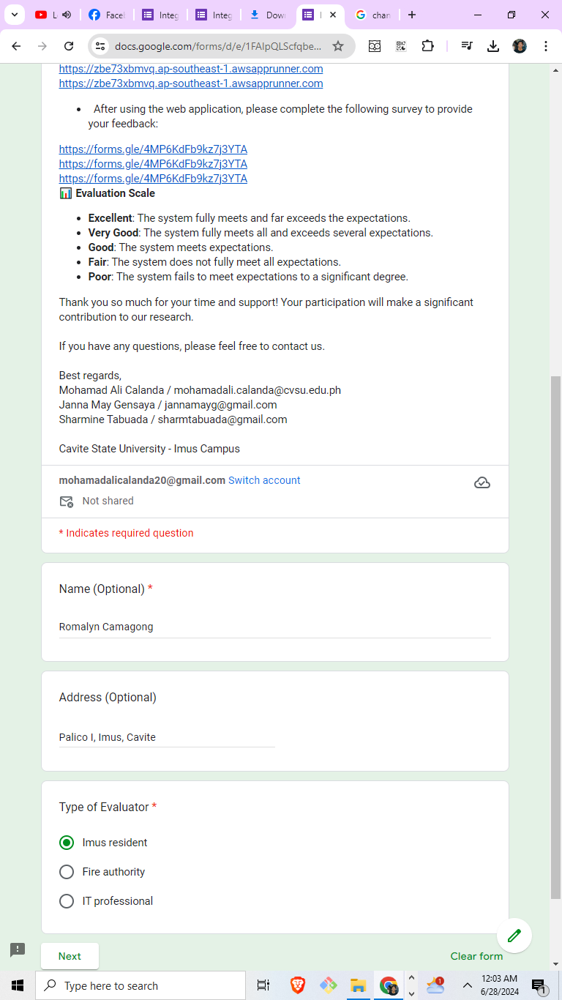 L
Face
Integ
Integ
Dow
chan
docs.google.com/forms/d/e/1FAIpQLScfqbe...
https://zbe73xbmvq.ap-southeast-1.awsapprunner.com
https://zbe73xbmvq.ap-southeast-1.awsapprunner.com
• After using the web application, please complete the following survey to provide
your feedback:
https://forms.gle/4MP6KdFb9kz7j3YTA
https://forms.gle/4MP6KdFb9kz7j3YTA
https://forms.gle/4MP6KdFb9kz7j3YTA
📊 Evaluation Scale
• Excellent: The system fully meets and far exceeds the expectations.
• Very Good: The system fully meets all and exceeds several expectations.
• Good: The system meets expectations.
• Fair: The system does not fully meet all expectations.
• Poor: The system fails to meet expectations to a significant degree.
Thank you so much for your time and support! Your participation will make a significant
contribution to our research.
If you have any questions, please feel free to contact us.
Best regards,
Mohamad Ali Calanda / mohamadali.calanda@cvsu.edu.ph
Janna May Gensaya / jannamayg@gmail.com
Sharmine Tabuada / sharmtabuada@gmail.com
Cavite State University - Imus Campus
mohamadalicalanda20@gmail.com Switch account
Not shared
* Indicates required question
Name (Optional) *
Romalyn Camagong
Address (Optional)
Palico I, Imus, Cavite
Type of Evaluator *
Imus resident
Fire authority
IT professional
Next
Clear form
Type here to search
1
12:03 AM
6/28/2024
1